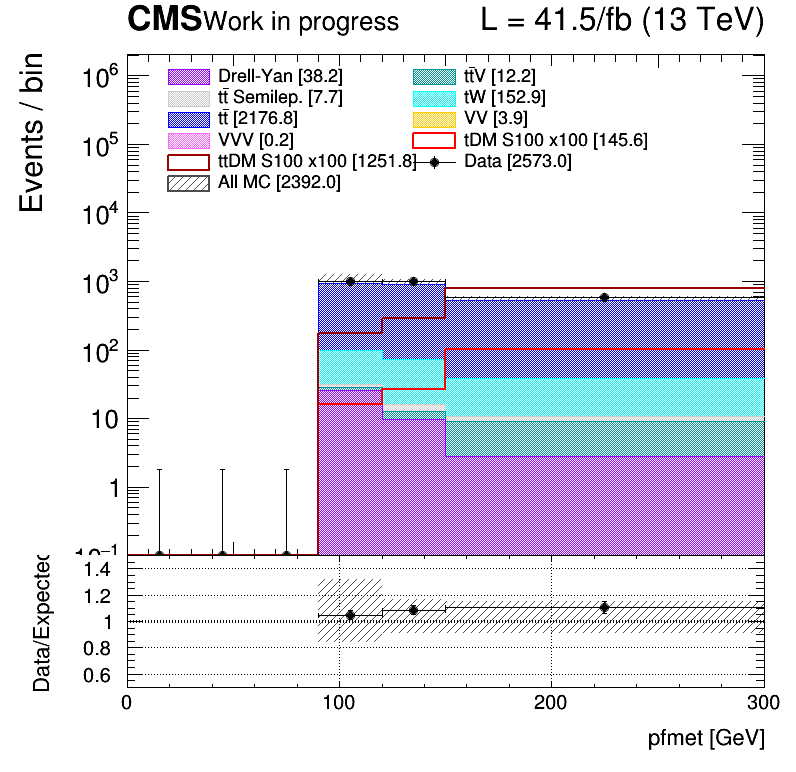 CMS Work in progress L = 41.5/fb (13 TeV)
Events / bin
Drell-Yan [38.2] tt̄V [12.2]
tt̄ Semilep. [7.7] tW [152.9]
tt̄ [2176.8] VV [3.9]
VVV [0.2] tDM S100 x100 [145.6]
ttDM S100 x100 [1251.8] Data [2573.0]
All MC [2392.0]
10⁶
10⁵
10⁴
10³
10²
10
1
10⁻¹
Data/Expected
1.4
1.2
1
0.8
0.6
0 100 200 300
pfmet [GeV]